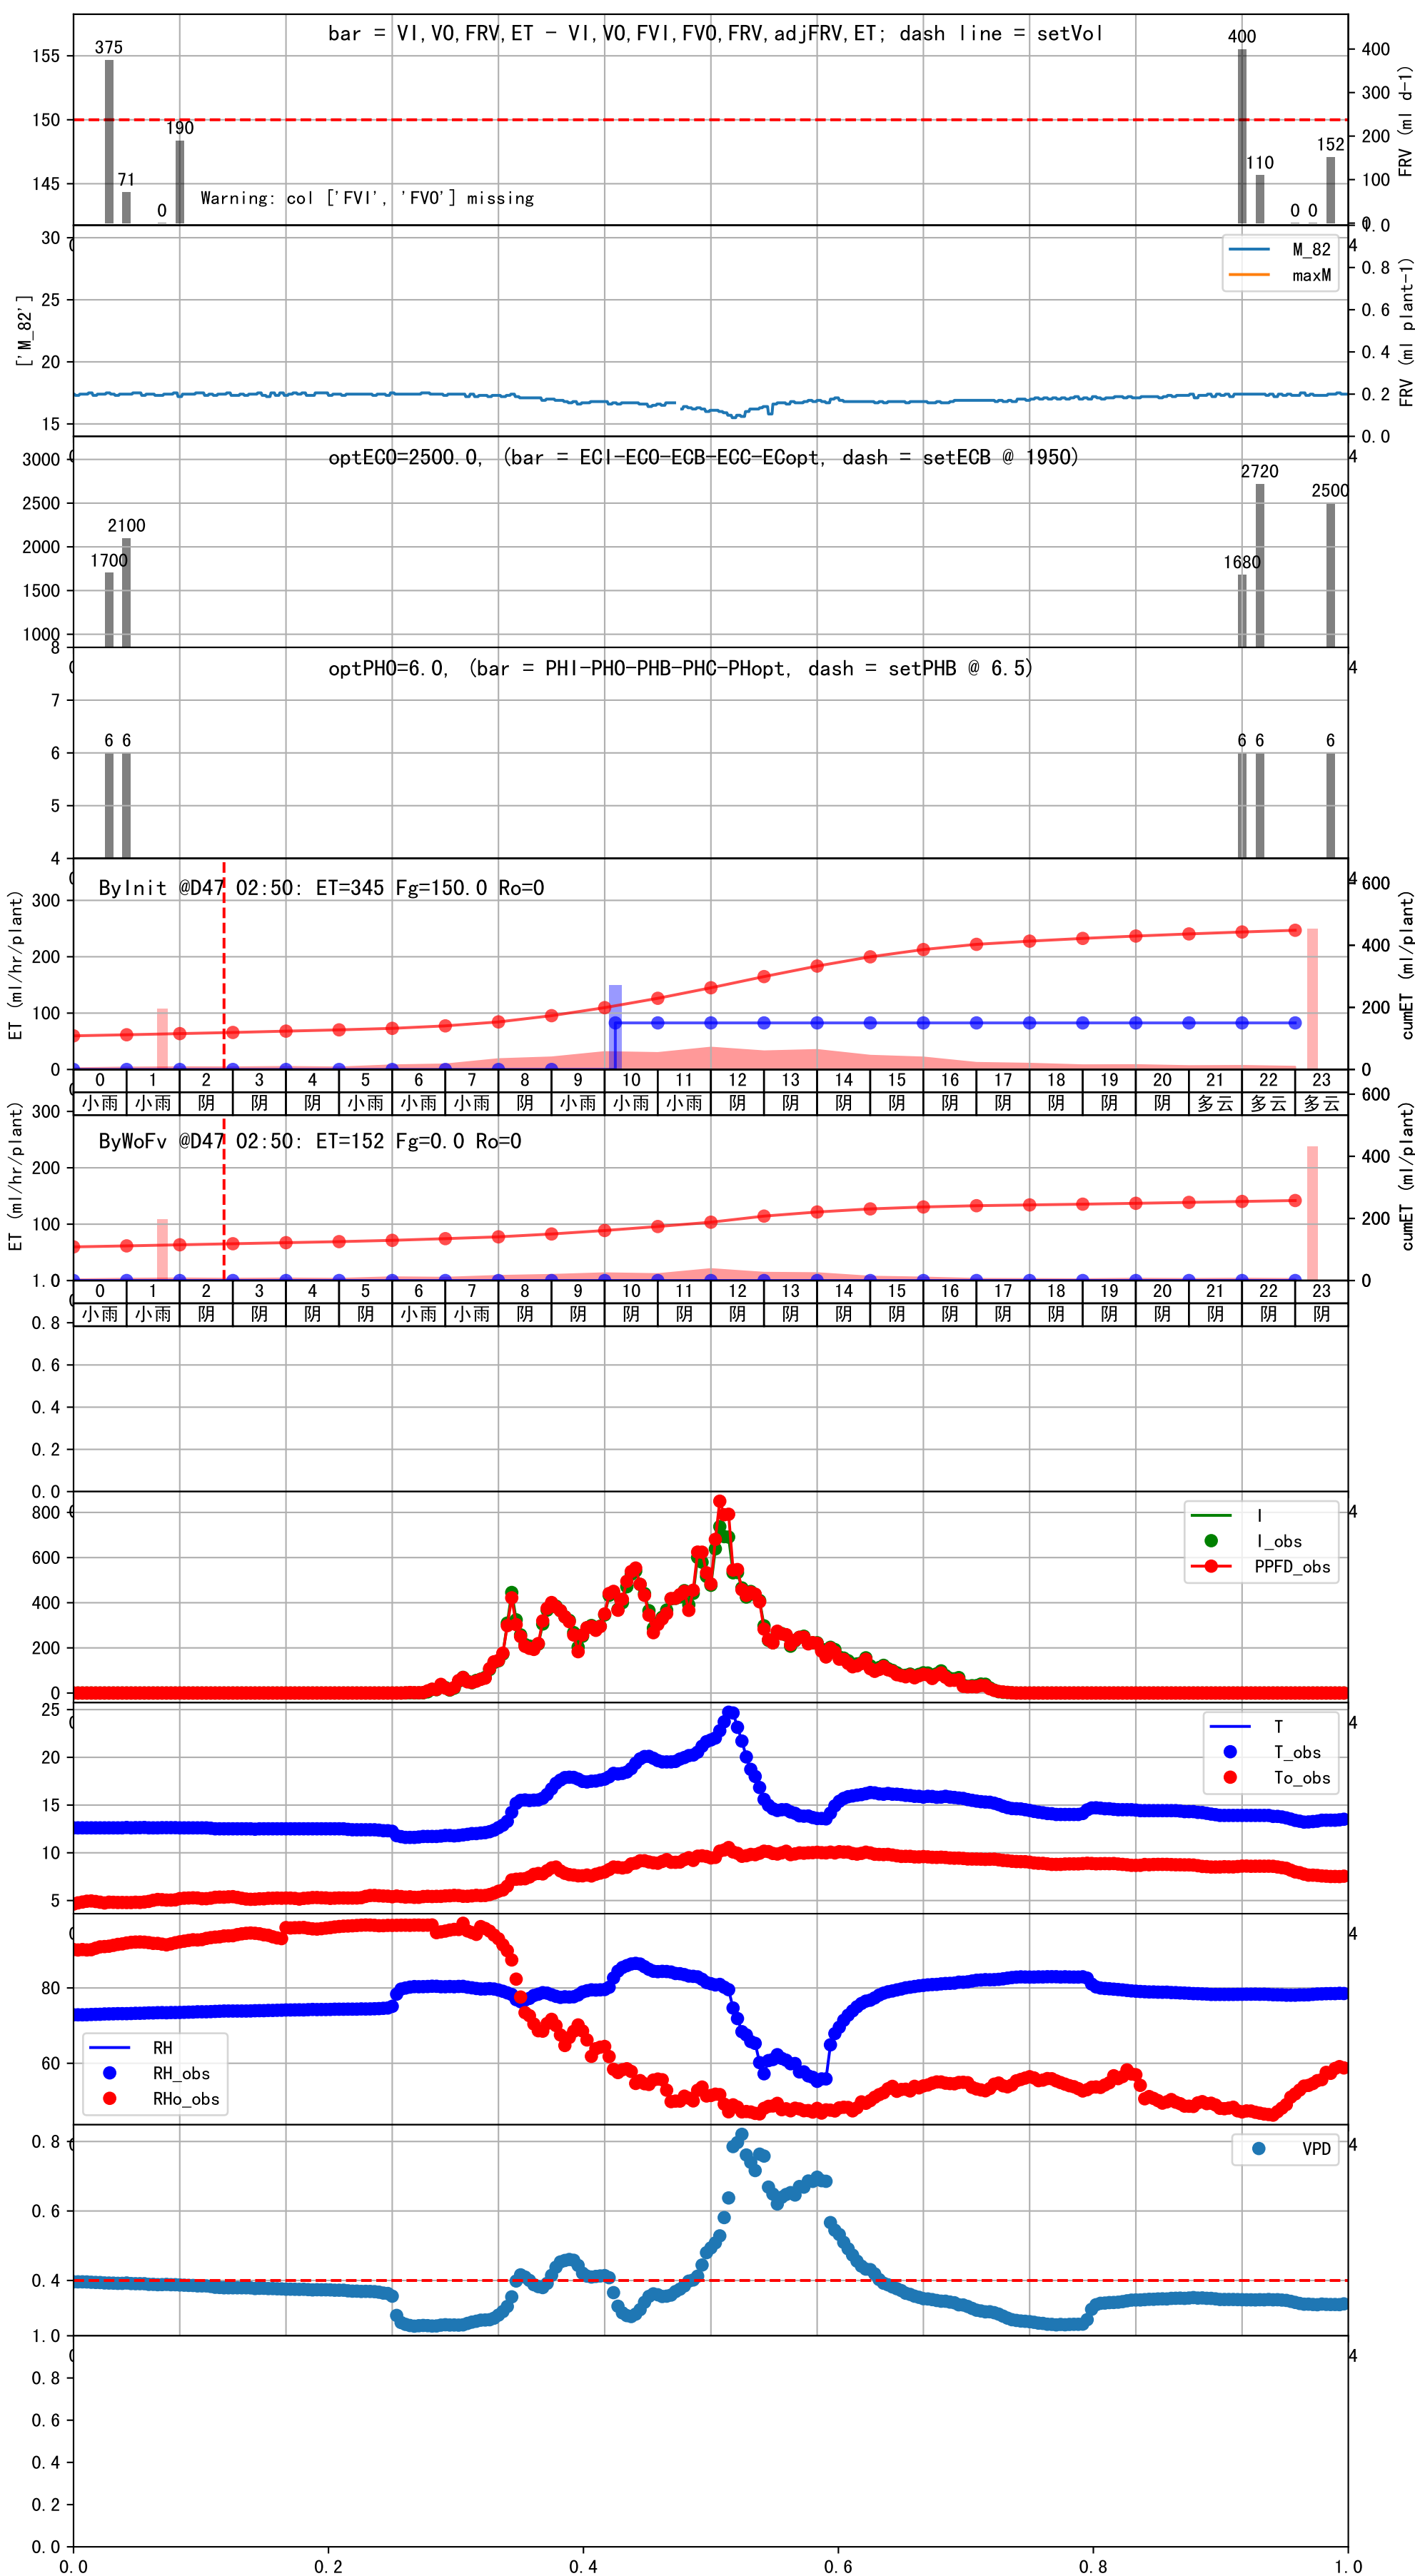 bar = VI,VO,FRV,ET - VI,VO,FVI,FVO,FRV,adjFRV,ET; dash line = setVol
375
71
0
190
400
110
0
0
152
155
150
145
400
300
200
100
0
FRV (ml d-1)
Warning: col ['FVI', 'FVO'] missing
30
25
20
15
['M_82']
M_82
maxM
1.0
0.8
0.6
0.4
0.2
0.0
FRV (ml plant-1)
optECO=2500.0, (bar = ECI-ECO-ECB-ECC-ECopt, dash = setECB @ 1950)
3000
2500
2000
1500
1000
1700
2100
1680
2720
2500
optPHO=6.0, (bar = PHI-PHO-PHB-PHC-PHopt, dash = setPHB @ 6.5)
8
7
6
5
4
6
6
6
6
6
ByInit @D47 02:50: ET=345 Fg=150.0 Ro=0
ET (ml/hr/plant)
300
200
100
0
600
400
200
0
cumET (ml/plant)
0 1 2 3 4 5 6 7 8 9 10 11 12 13 14 15 16 17 18 19 20 21 22 23
小雨 小雨 阴 阴 阴 小雨 小雨 小雨 阴 小雨 小雨 小雨 阴 阴 阴 阴 阴 阴 阴 阴 阴 多云 多云 多云
ByWoFv @D47 02:50: ET=152 Fg=0.0 Ro=0
ET (ml/hr/plant)
300
200
100
600
400
200
0
cumET (ml/plant)
0 1 2 3 4 5 6 7 8 9 10 11 12 13 14 15 16 17 18 19 20 21 22 23
小雨 小雨 阴 阴 阴 阴 小雨 小雨 阴 阴 阴 阴 阴 阴 阴 阴 阴 阴 阴 阴 阴 阴 阴 阴
1.0
0.8
0.6
0.4
0.2
0.0
800
600
400
200
0
I
I_obs
PPFD_obs
25
20
15
10
5
T
T_obs
To_obs
80
60
RH
RH_obs
RHo_obs
0.8
0.6
0.4
VPD
1.0
0.8
0.6
0.4
0.2
0.0
0.0 0.2 0.4 0.6 0.8 1.0